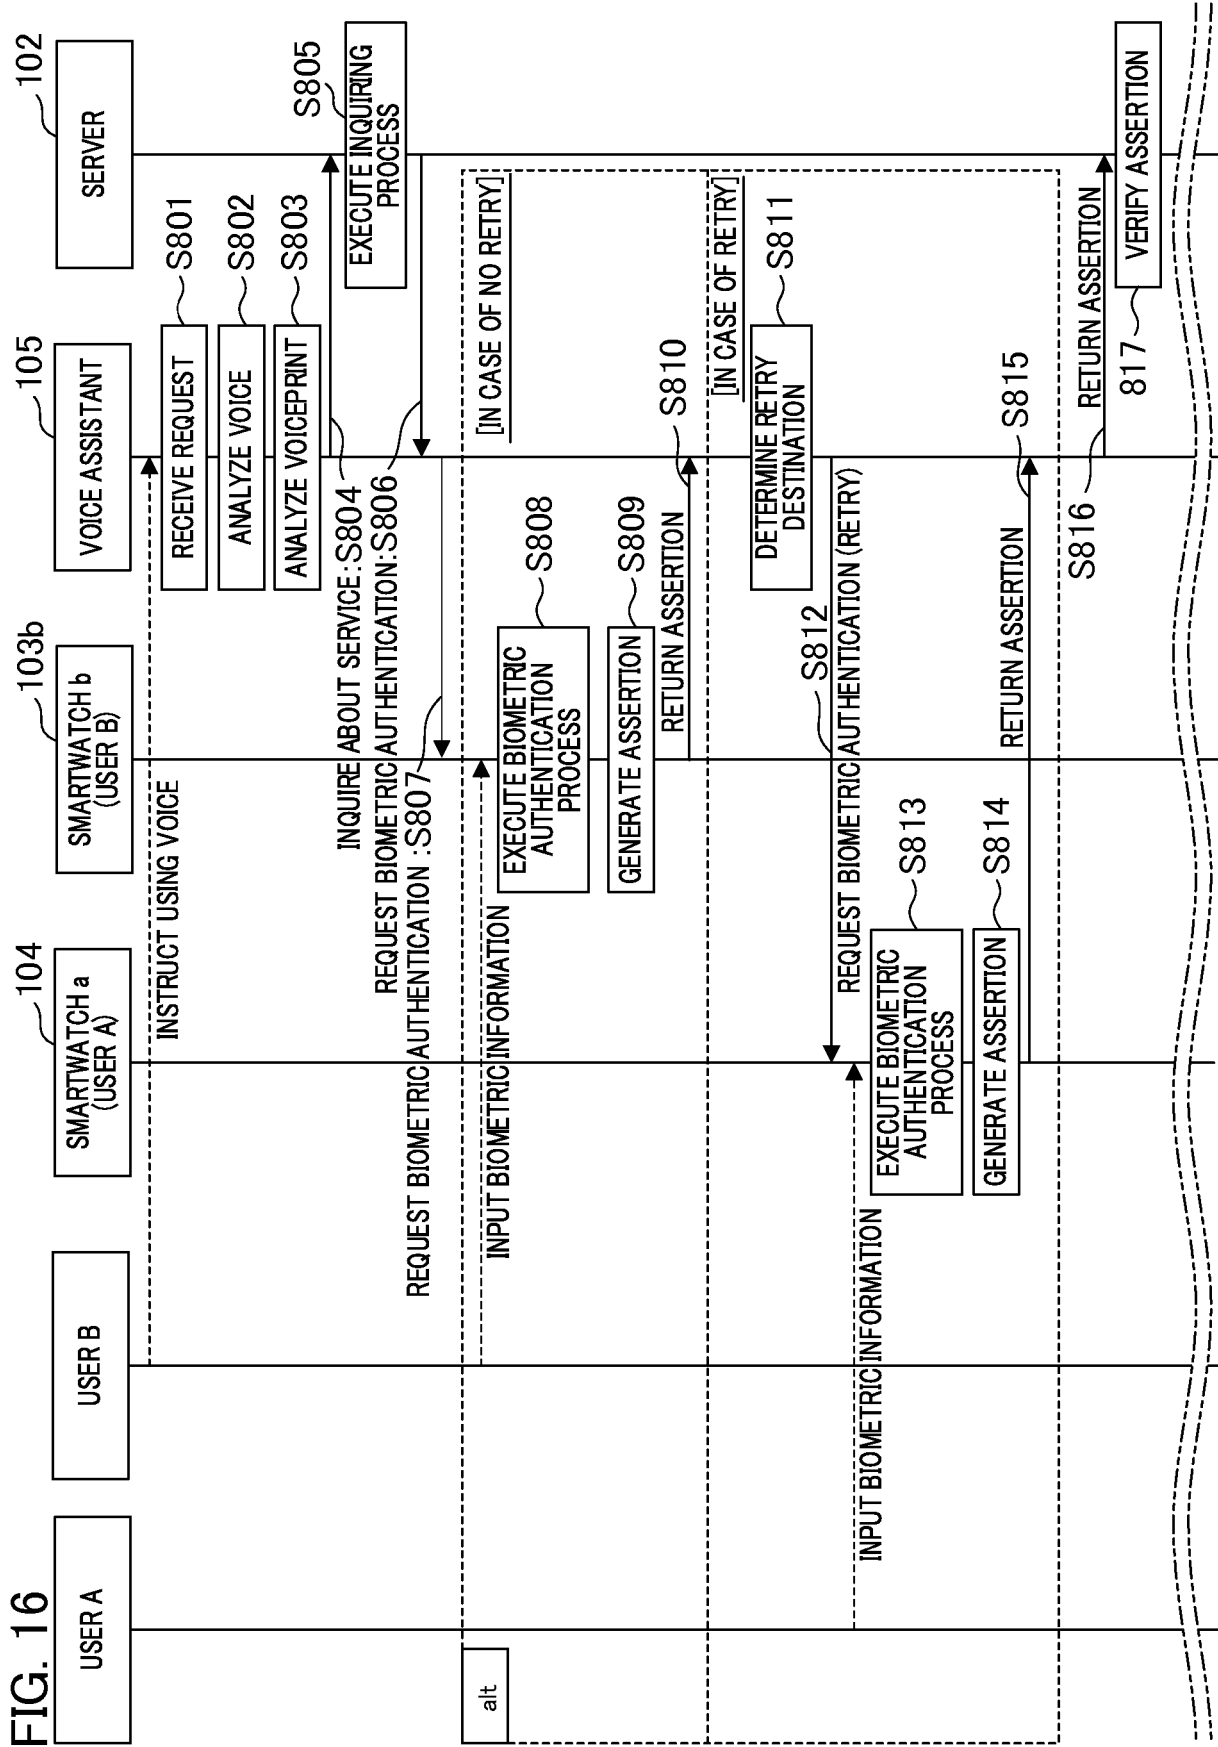 FIG. 16
USER A
USER B
104
SMARTWATCH a
(USER A)
103b
SMARTWATCH b
(USER B)
105
VOICE ASSISTANT
102
SERVER
INSTRUCT USING VOICE
RECEIVE REQUEST
S801
ANALYZE VOICE
S802
ANALYZE VOICEPRINT
S803
INQUIRE ABOUT SERVICE:S804
EXECUTE INQUIRING
PROCESS
S805
REQUEST BIOMETRIC AUTHENTICATION:S806
REQUEST BIOMETRIC AUTHENTICATION :S807
alt
[IN CASE OF NO RETRY]
INPUT BIOMETRIC INFORMATION
EXECUTE BIOMETRIC
AUTHENTICATION
PROCESS
S808
GENERATE ASSERTION
S809
RETURN ASSERTION
S810
[IN CASE OF RETRY]
DETERMINE RETRY
DESTINATION
S811
S812
REQUEST BIOMETRIC AUTHENTICATION (RETRY)
INPUT BIOMETRIC INFORMATION
EXECUTE BIOMETRIC
AUTHENTICATION
PROCESS
S813
GENERATE ASSERTION
S814
RETURN ASSERTION
S815
S816
RETURN ASSERTION
817
VERIFY ASSERTION